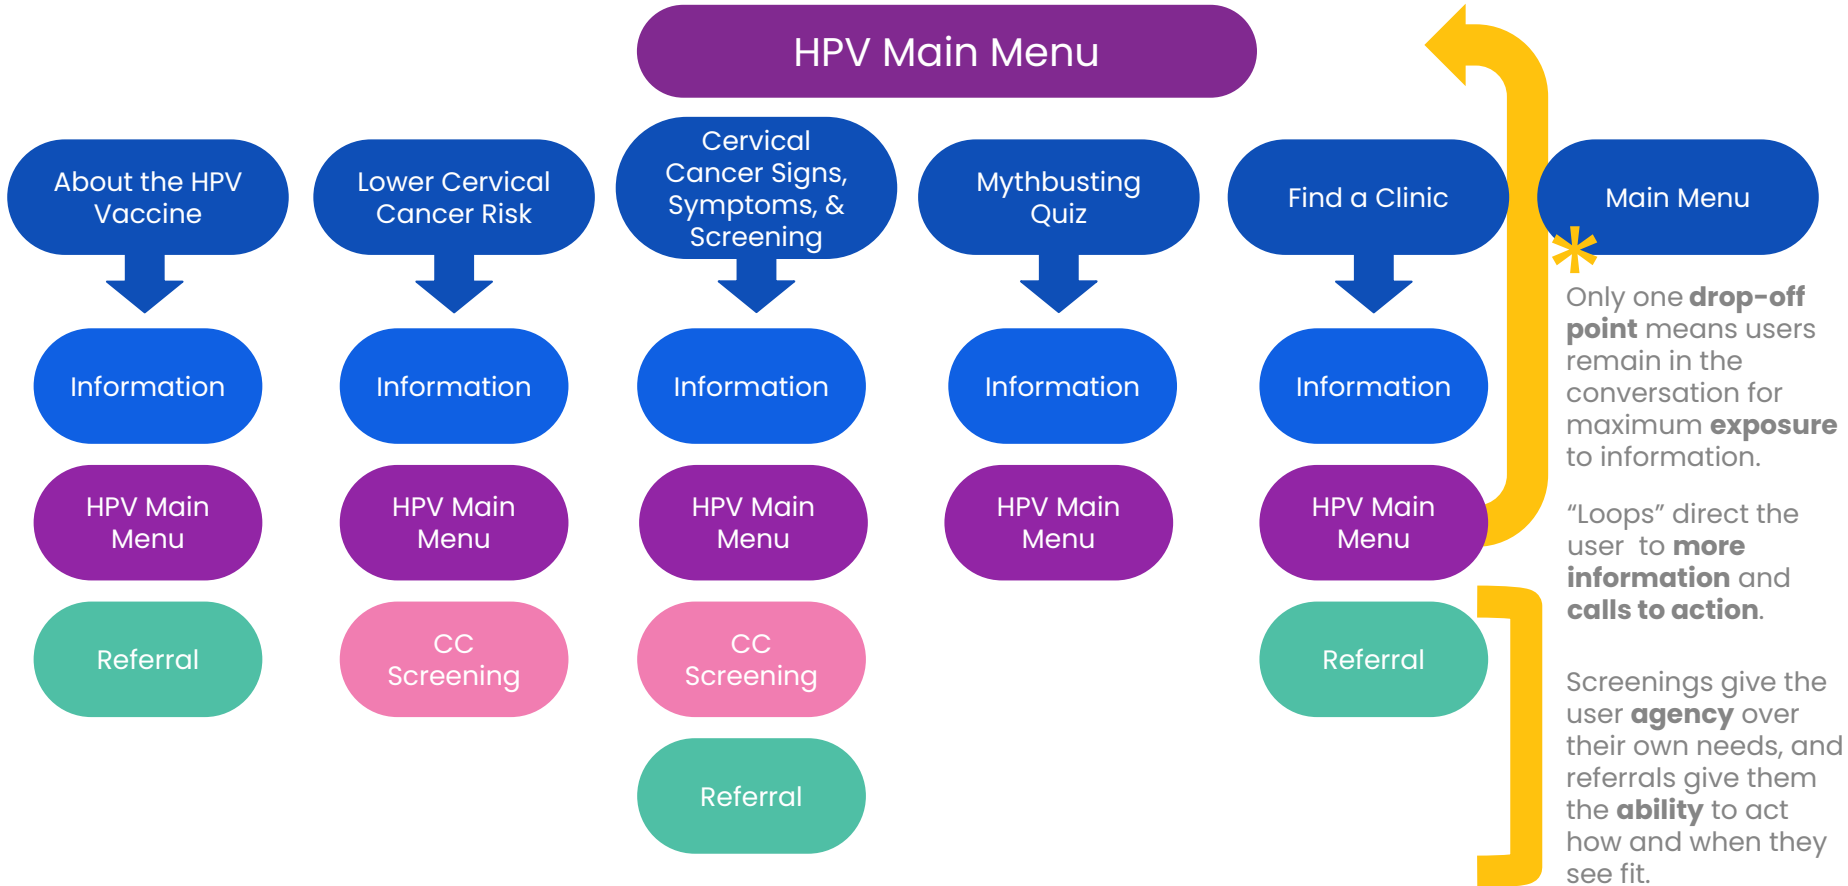 HPV Main Menu
About the HPV
Vaccine
Lower Cervical
Cancer Risk
Cervical
Cancer Signs,
Symptoms, &
Screening
Mythbusting
Quiz
Find a Clinic
Main Menu
*
Information
Information
Information
Information
Information
HPV Main
Menu
HPV Main
Menu
HPV Main
Menu
HPV Main
Menu
HPV Main
Menu
Referral
CC
Screening
CC
Screening
Referral
Referral
Only one drop-off
point means users
remain in the
conversation for
maximum exposure
to information.
“Loops” direct the
user to more
information and
calls to action.
Screenings give the
user agency over
their own needs, and
referrals give them
the ability to act
how and when they
see fit.